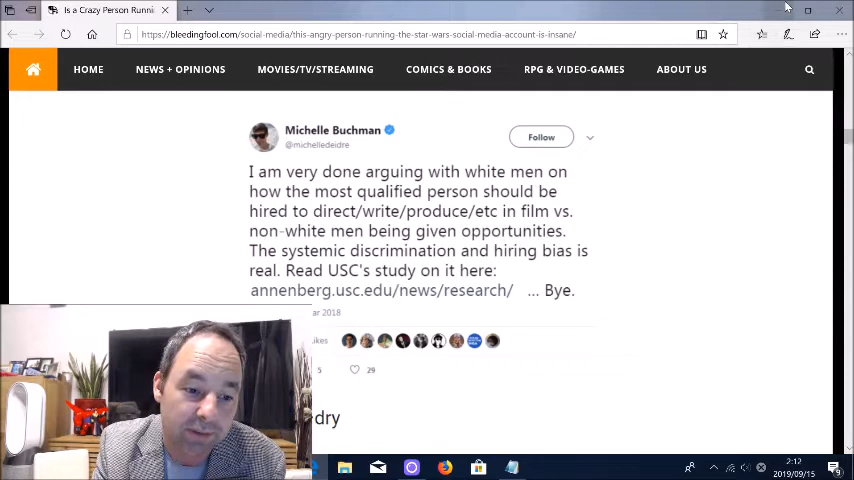 Is a Crazy Person Runni
https://bleedingfool.com/social-media/this-angry-person-running-the-star-wars-social-media-account-is-insane/
HOME NEWS + OPINIONS MOVIES/TV/STREAMING COMICS & BOOKS RPG & VIDEO-GAMES ABOUT US
Michelle Buchman
@michelledeidre
Follow
I am very done arguing with white men on
how the most qualified person should be
hired to direct/write/produce/etc in film vs.
non-white men being given opportunities.
The systemic discrimination and hiring bias is
real. Read USC's study on it here:
annenberg.usc.edu/news/research/ ... Bye.
ar 2018
ikes
5 29
dry
2:12
2019/09/15
9